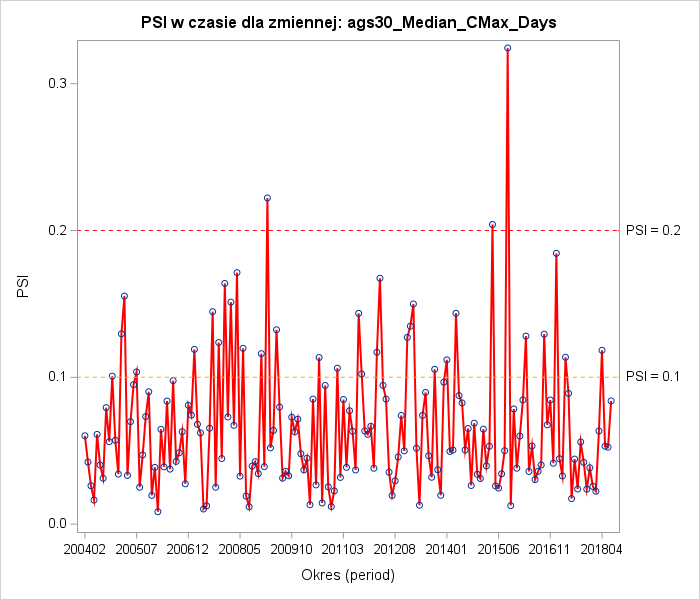 PSI w czasie dla zmiennej: ags30_Median_CMax_Days
0.3
0.2
PSI = 0.2
PSI
0.1
PSI = 0.1
0.0
200402 200507 200612 200805 200910 201103 201208 201401 201506 201611 201804
Okres (period)